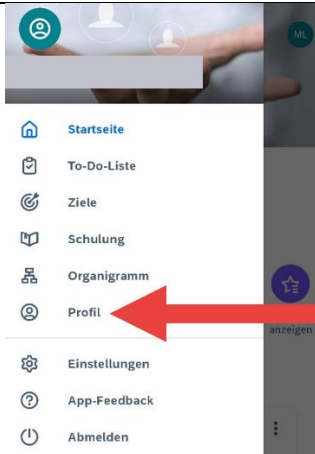 ML
Startseite
To-Do-Liste
Ziele
Schulung
Organigramm
Profil
anzeigen
Einstellungen
App-Feedback
Abmelden